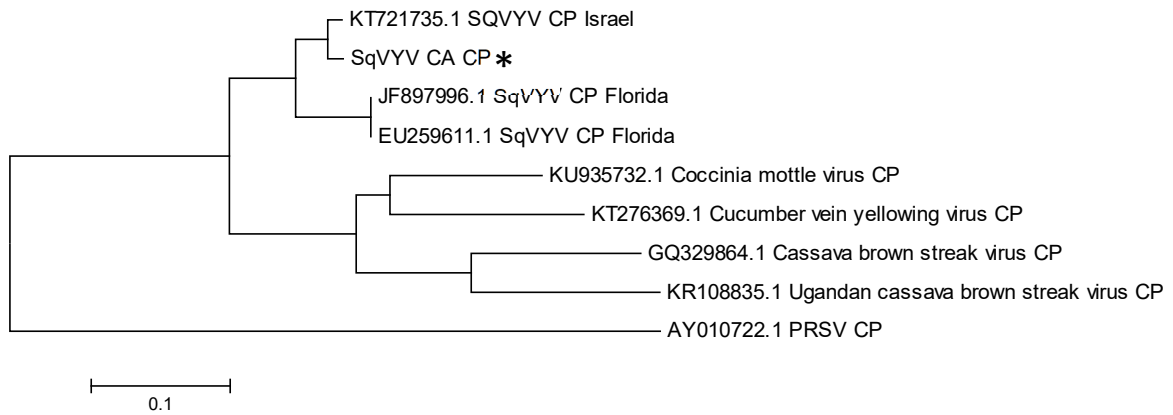 KT721735.1 SQVYV CP Israel
SqVYV CA CP*
JF897996.1 SqVYV CP Florida
EU259611.1 SqVYV CP Florida
KU935732.1 Coccinia mottle virus CP
KT276369.1 Cucumber vein yellowing virus CP
GQ329864.1 Cassava brown streak virus CP
KR108835.1 Ugandan cassava brown streak virus CP
AY010722.1 PRSV CP
0.1